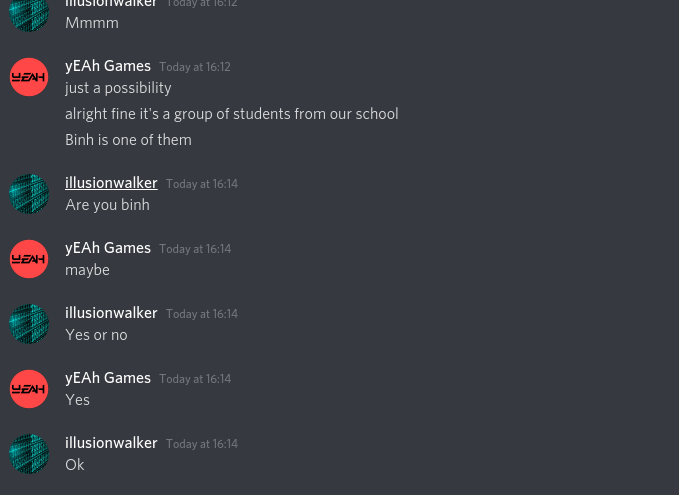 illusionwalker Today at 16:12
Mmmm
YEAH
yEAh Games Today at 16:12
just a possibility
alright fine it's a group of students from our school
Binh is one of them
illusionwalker Today at 16:14
Are you binh
YEAH
yEAh Games Today at 16:14
maybe
illusionwalker Today at 16:14
Yes or no
YEAH
yEAh Games Today at 16:14
Yes
illusionwalker Today at 16:14
Ok